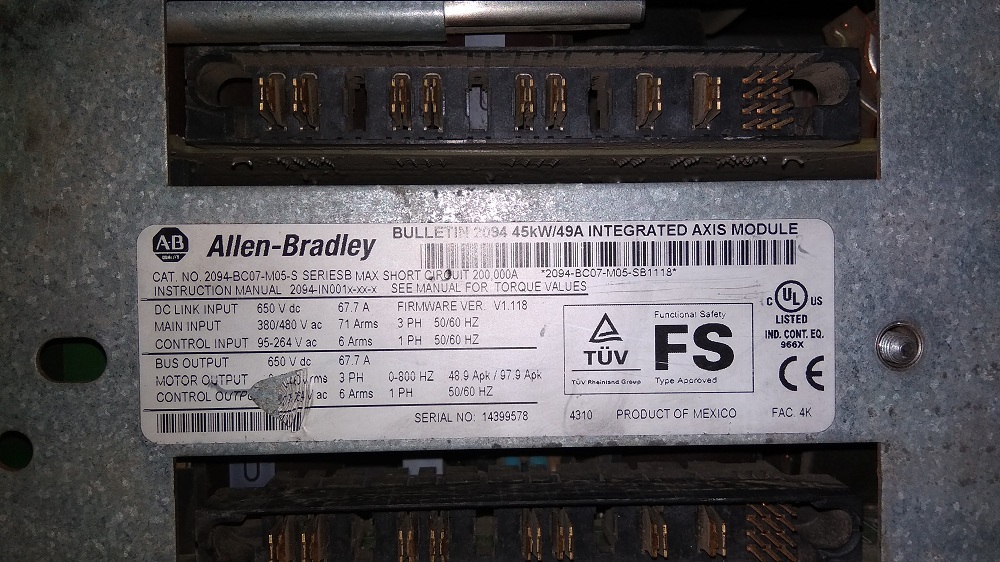 A-B
QUALITY
Allen-Bradley
BULLETIN 2094 45kW/49A INTEGRATED AXIS MODULE
CAT. NO. 2094-BC07-M05-S SERIESB MAX SHORT CIRCUIT 200,000A *2094-BC07-M05-SB1118*
INSTRUCTION MANUAL 2094-IN001x-xx-x SEE MANUAL FOR TORQUE VALUES
DC LINK INPUT 650 V dc 67.7 A FIRMWARE VER. V1.118
MAIN INPUT 380/480 V ac 71 Arms 3 PH 50/60 HZ
CONTROL INPUT 95-264 V ac 6 Arms 1 PH 50/60 HZ
BUS OUTPUT 650 V dc 67.7 A
MOTOR OUTPUT 3 PH 0-800 HZ 48.9 Apk / 97.9 Apk
CONTROL V ac 6 Arms 1 PH 50/60 HZ
SERIAL NO: 14399578 4310 PRODUCT OF MEXICO FAC 4K
TÜV
TÜV Rheinland Group
Functional Safety
FS
Type Approved
C UL US
LISTED
IND. CONT. EQ.
966X
CE